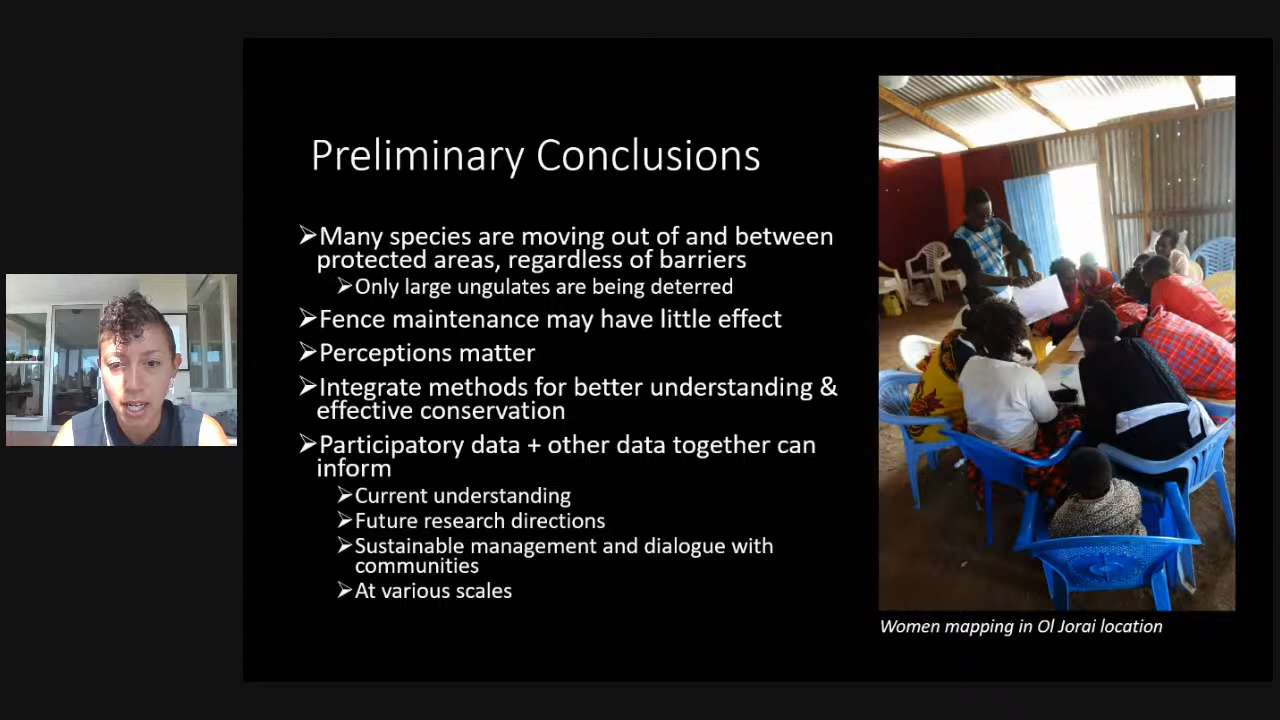 Preliminary Conclusions
➢Many species are moving out of and between
protected areas, regardless of barriers
➢Only large ungulates are being deterred
➢Fence maintenance may have little effect
➢Perceptions matter
➢Integrate methods for better understanding &
effective conservation
➢Participatory data + other data together can
inform
➢Current understanding
➢Future research directions
➢Sustainable management and dialogue with
communities
➢At various scales
Women mapping in Ol Jorai location